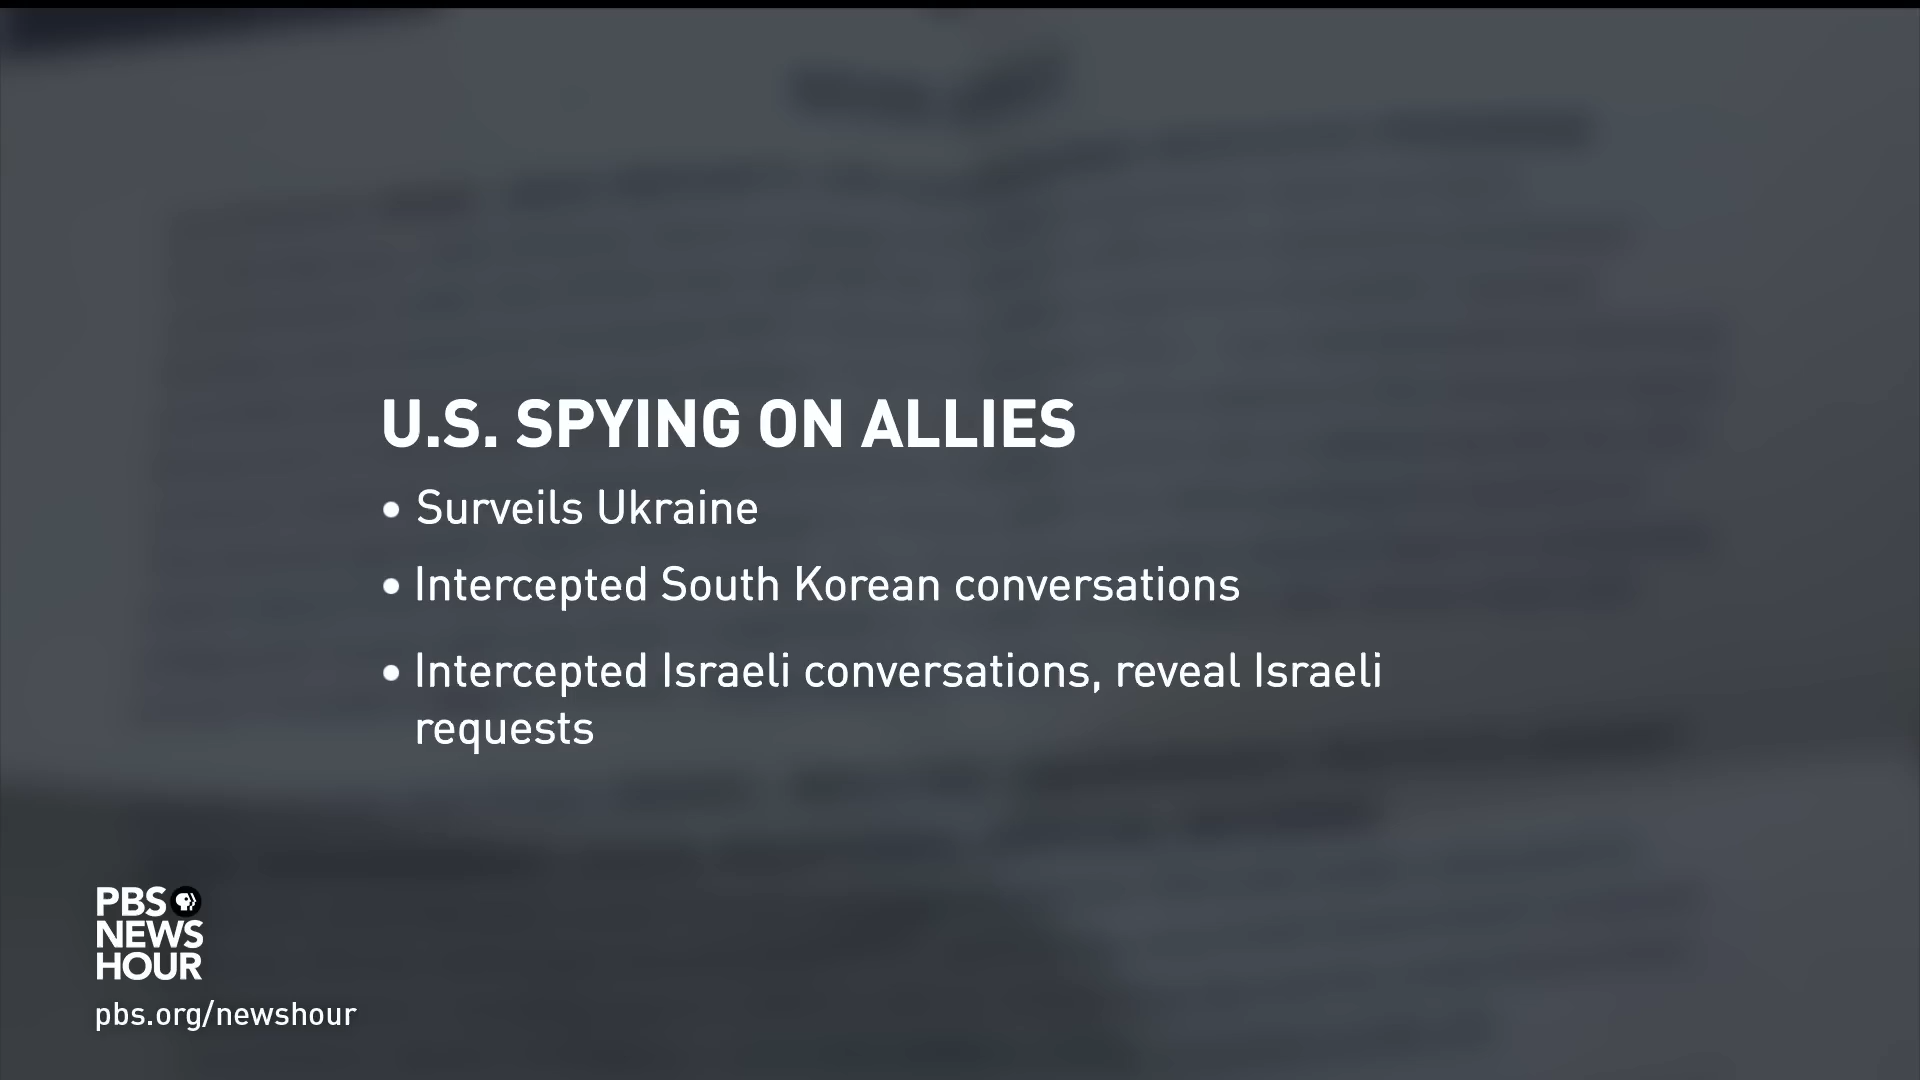 U.S. SPYING ON ALLIES
• Surveils Ukraine
• Intercepted South Korean conversations
• Intercepted Israeli conversations, reveal Israeli
requests
PBS
NEWS
HOUR
pbs.org/newshour